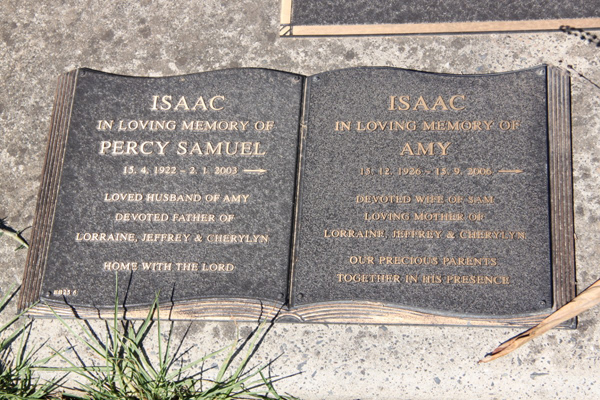 ISAAC
IN LOVING MEMORY OF
PERCY SAMUEL
15. 4. 1922 - 2. 1. 2003
LOVED HUSBAND OF AMY
DEVOTED FATHER OF
LORRAINE, JEFFREY & CHERYLYN
HOME WITH THE LORD
ISAAC
IN LOVING MEMORY OF
AMY
13. 12. 1926 - 15. 9. 2006
DEVOTED WIFE OF SAM
LOVING MOTHER OF
LORRAINE, JEFFREY & CHERYLYN
OUR PRECIOUS PARENTS
TOGETHER IN HIS PRESENCE